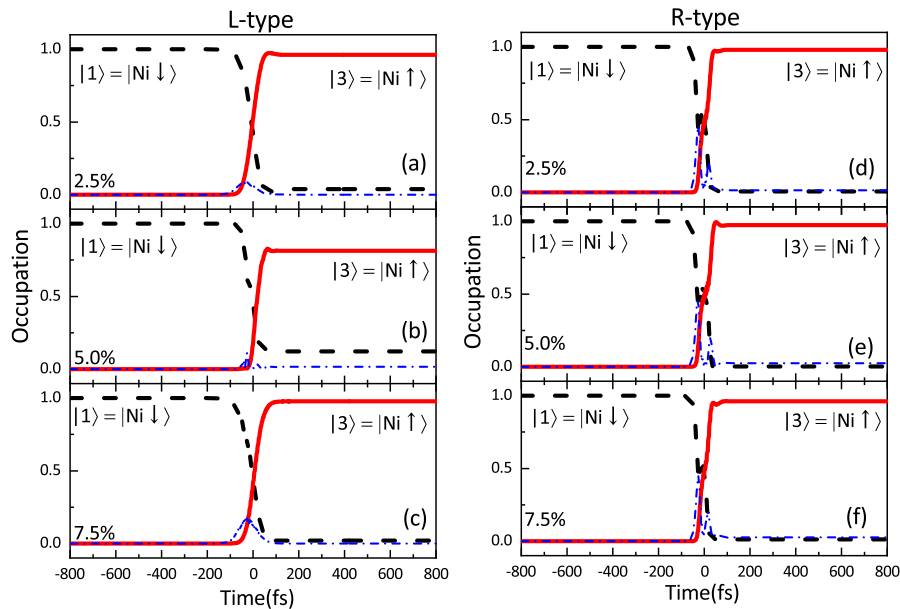 L-type
R-type
Occupation
1.0
|1⟩ = |Ni ↓⟩
|3⟩ = |Ni ↑⟩
0.5
(a)
2.5%
0.0
1.0
|1⟩ = |Ni ↓⟩
|3⟩ = |Ni ↑⟩
0.5
(b)
5.0%
0.0
1.0
|1⟩ = |Ni ↓⟩
|3⟩ = |Ni ↑⟩
0.5
(c)
7.5%
0.0
-800 -600 -400 -200 0 200 400 600 800
Time(fs)
Occupation
1.0
|1⟩ = |Ni ↓⟩
|3⟩ = |Ni ↑⟩
0.5
(d)
2.5%
0.0
1.0
|1⟩ = |Ni ↓⟩
|3⟩ = |Ni ↑⟩
0.5
(e)
5.0%
0.0
1.0
|1⟩ = |Ni ↓⟩
|3⟩ = |Ni ↑⟩
0.5
(f)
7.5%
0.0
-800 -600 -400 -200 0 200 400 600 800
Time(fs)